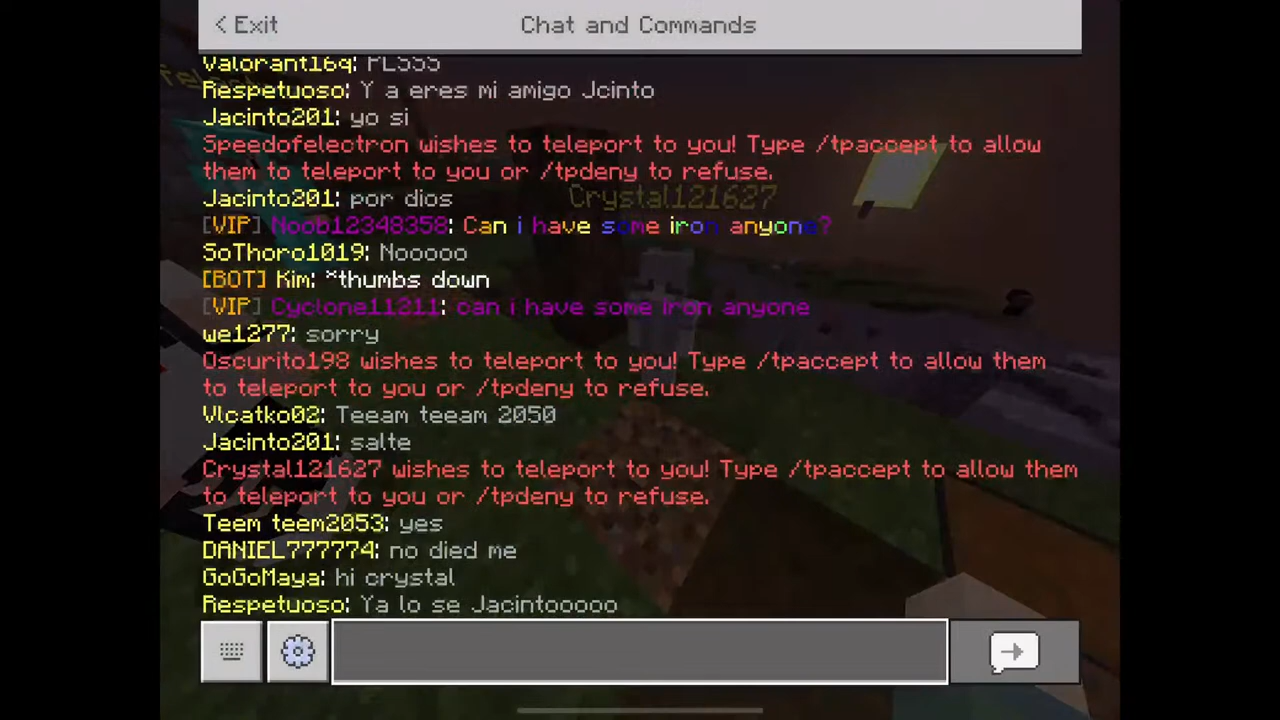 < Exit
Chat and Commands
Valorant16q: PLSSS
Respetuoso: Y a eres mi amigo Jcinto
Jacinto201: yo si
Speedofelectron wishes to teleport to you! Type /tpaccept to allow
them to teleport to you or /tpdeny to refuse.
Jacinto201: por dios
Crystal121627
[VIP] Noob12348358: Can i have some iron anyone?
SoThoro1019: Nooooo
[BOT] Kim: *thumbs down
[VIP] Cyclone11211: can i have some iron anyone
we1277: sorry
Oscurito198 wishes to teleport to you! Type /tpaccept to allow them
to teleport to you or /tpdeny to refuse.
Vlcatko02: Teeam teeam 2050
Jacinto201: salte
Crystal121627 wishes to teleport to you! Type /tpaccept to allow them
to teleport to you or /tpdeny to refuse.
Teem teem2053: yes
DANIEL777774: no died me
GoGoMaya: hi crystal
Respetuoso: Ya lo se Jacintooooo